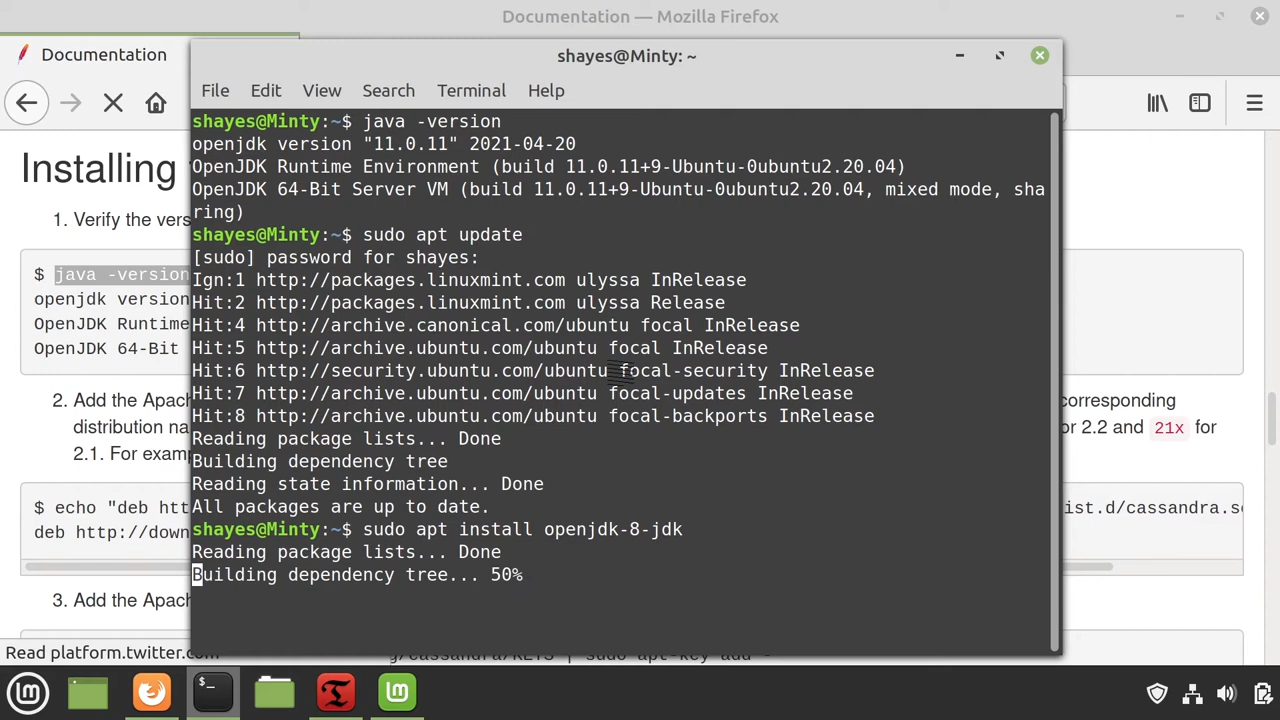 Documentation — Mozilla Firefox
Documentation
shayes@Minty: ~
File Edit View Search Terminal Help
shayes@Minty:~$ java -version
openjdk version "11.0.11" 2021-04-20
OpenJDK Runtime Environment (build 11.0.11+9-Ubuntu-0ubuntu2.20.04)
OpenJDK 64-Bit Server VM (build 11.0.11+9-Ubuntu-0ubuntu2.20.04, mixed mode, sha
ring)
shayes@Minty:~$ sudo apt update
[sudo] password for shayes:
Ign:1 http://packages.linuxmint.com ulyssa InRelease
Hit:2 http://packages.linuxmint.com ulyssa Release
Hit:4 http://archive.canonical.com/ubuntu focal InRelease
Hit:5 http://archive.ubuntu.com/ubuntu focal InRelease
Hit:6 http://security.ubuntu.com/ubuntu focal-security InRelease
Hit:7 http://archive.ubuntu.com/ubuntu focal-updates InRelease
Hit:8 http://archive.ubuntu.com/ubuntu focal-backports InRelease
Reading package lists... Done
Building dependency tree
Reading state information... Done
All packages are up to date.
shayes@Minty:~$ sudo apt install openjdk-8-jdk
Reading package lists... Done
Building dependency tree... 50%
Installing
1. Verify the vers
$ java -version
openjdk version
OpenJDK Runtime
OpenJDK 64-Bit
2. Add the Apach corresponding
distribution na or 2.2 and 21x for
2.1. For examp
$ echo "deb htt ist.d/cassandra.so
deb http://down
3. Add the Apach
Read platform.twitter.com
g/cassandra/KEYS | sudo apt-key add -